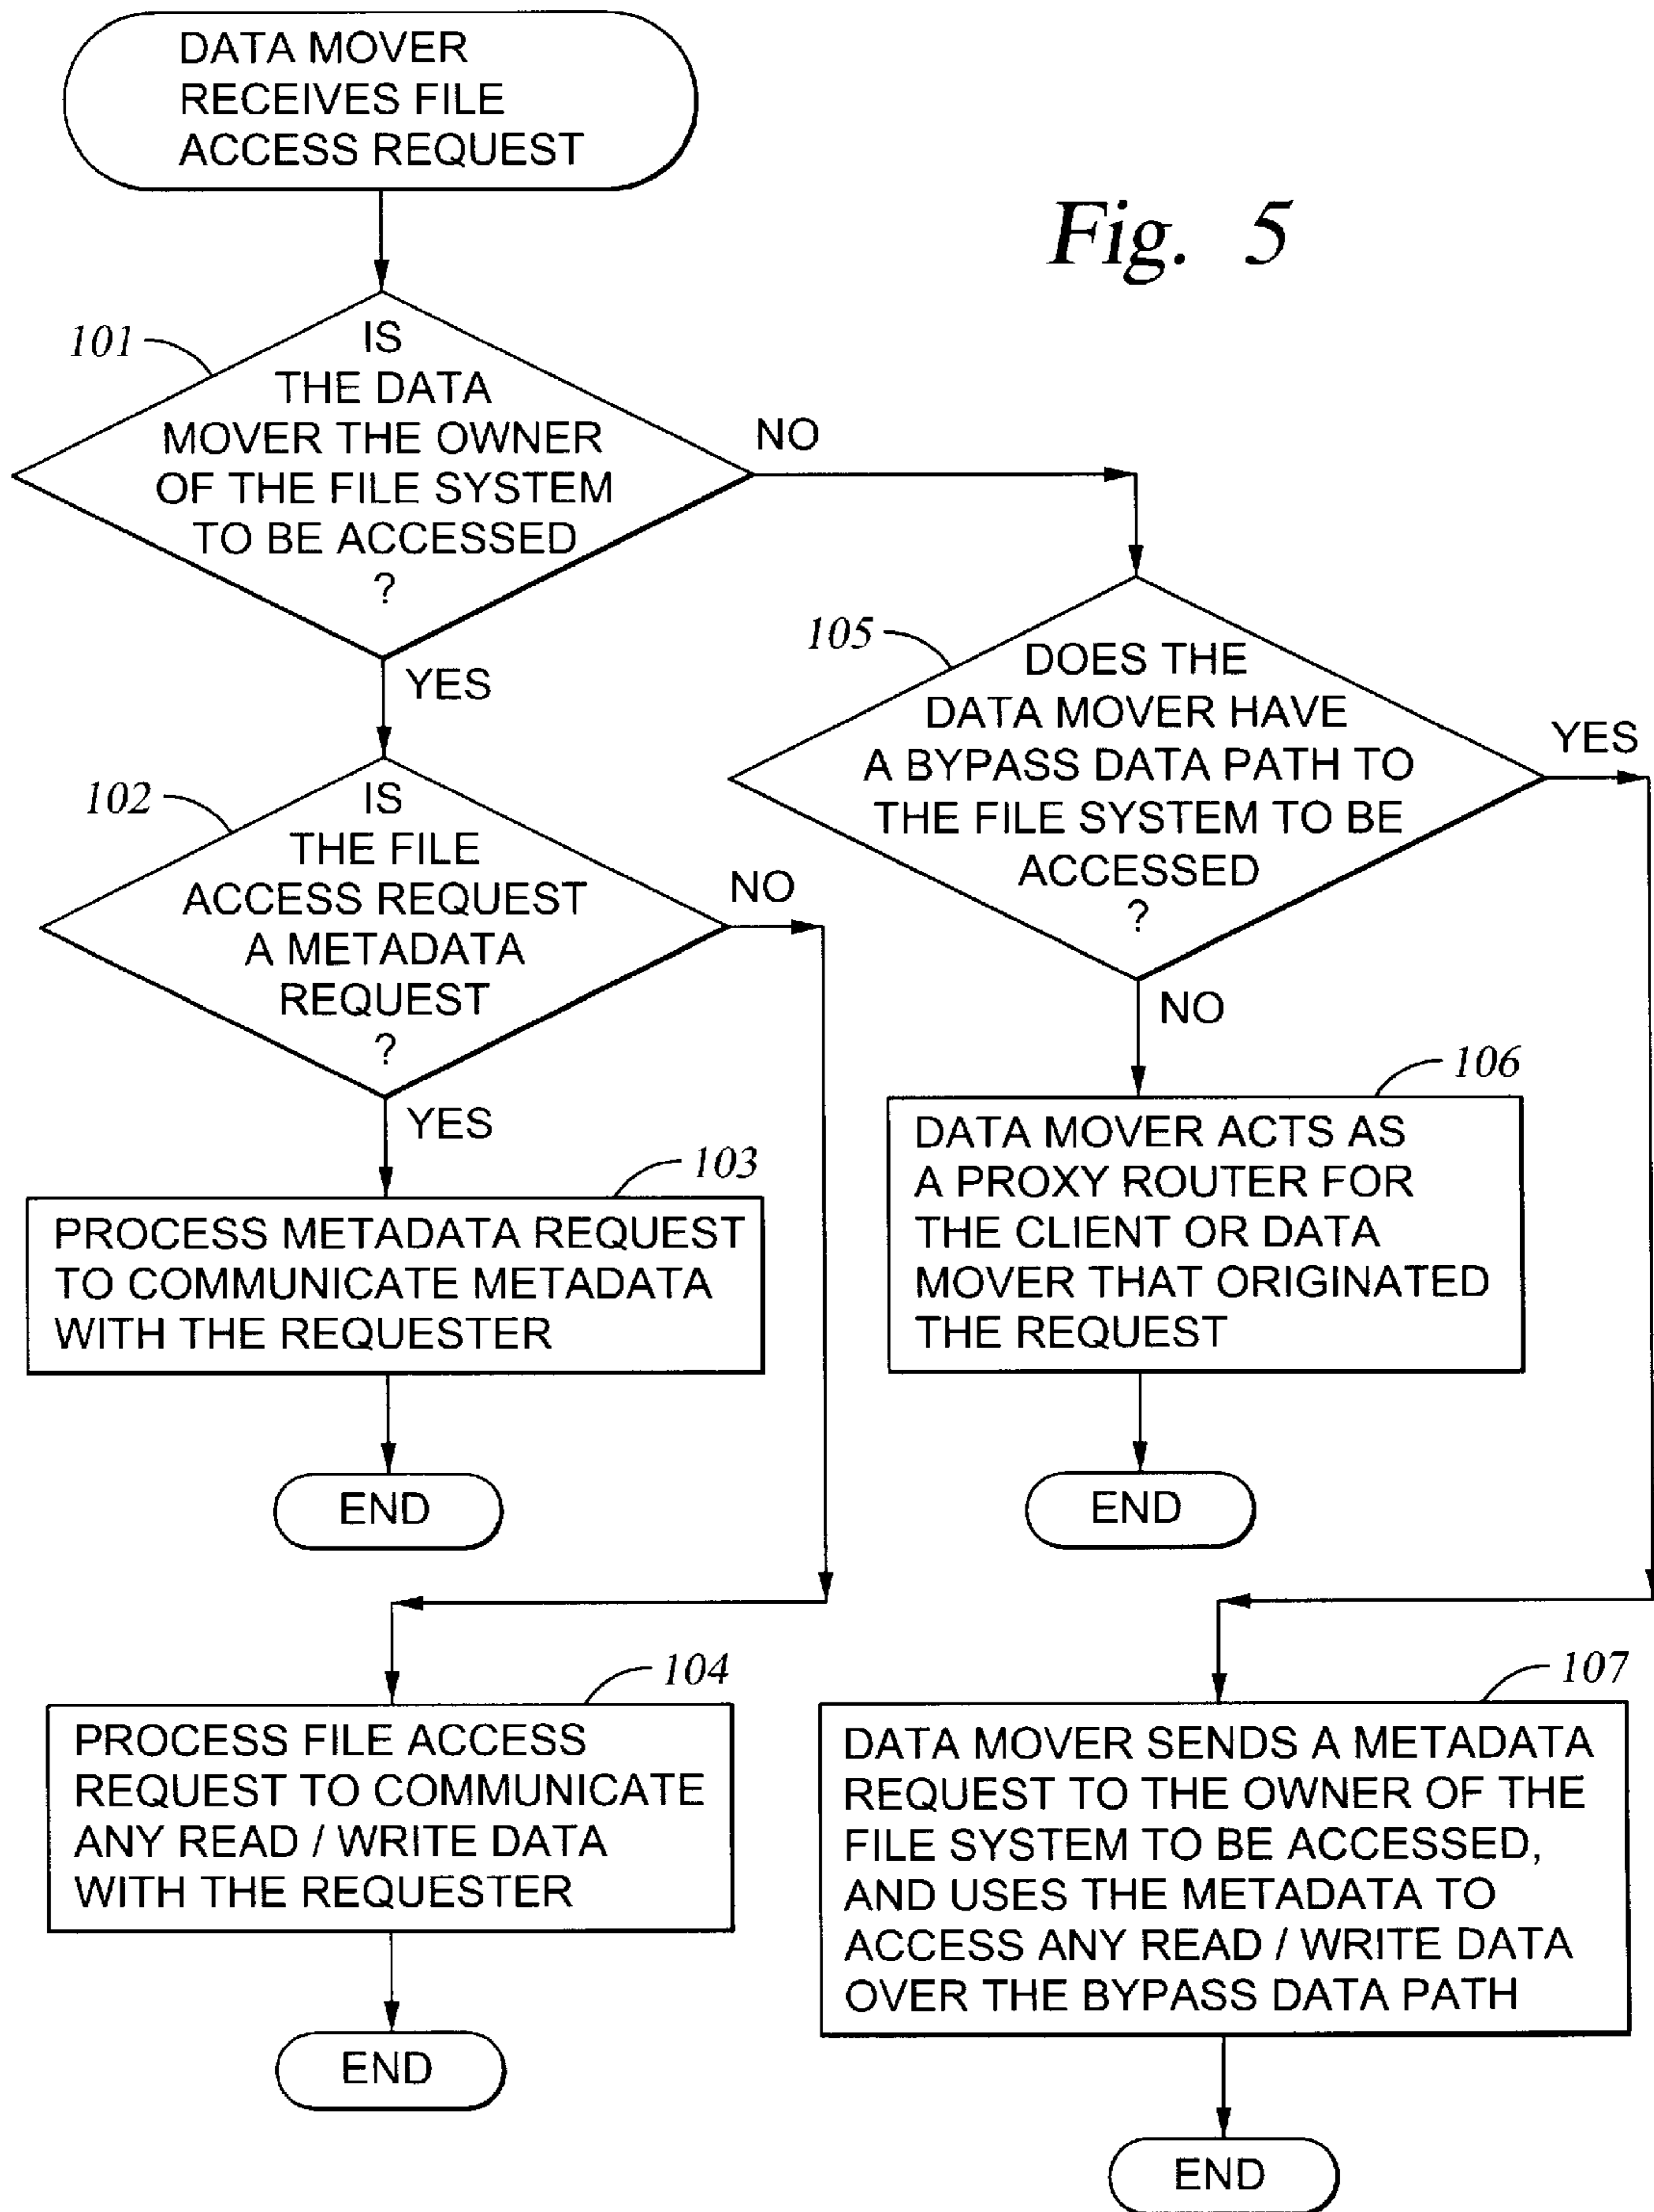 DATA MOVER
RECEIVES FILE
ACCESS REQUEST
Fig. 5
101
IS
THE DATA
MOVER THE OWNER
OF THE FILE SYSTEM
TO BE ACCESSED
?
NO
YES
105
DOES THE
DATA MOVER HAVE
A BYPASS DATA PATH TO
THE FILE SYSTEM TO BE
ACCESSED
?
YES
NO
102
IS
THE FILE
ACCESS REQUEST
A METADATA
REQUEST
?
NO
YES
103
PROCESS METADATA REQUEST
TO COMMUNICATE METADATA
WITH THE REQUESTER
END
106
DATA MOVER ACTS AS
A PROXY ROUTER FOR
THE CLIENT OR DATA
MOVER THAT ORIGINATED
THE REQUEST
END
104
PROCESS FILE ACCESS
REQUEST TO COMMUNICATE
ANY READ / WRITE DATA
WITH THE REQUESTER
END
107
DATA MOVER SENDS A METADATA
REQUEST TO THE OWNER OF THE
FILE SYSTEM TO BE ACCESSED,
AND USES THE METADATA TO
ACCESS ANY READ / WRITE DATA
OVER THE BYPASS DATA PATH
END